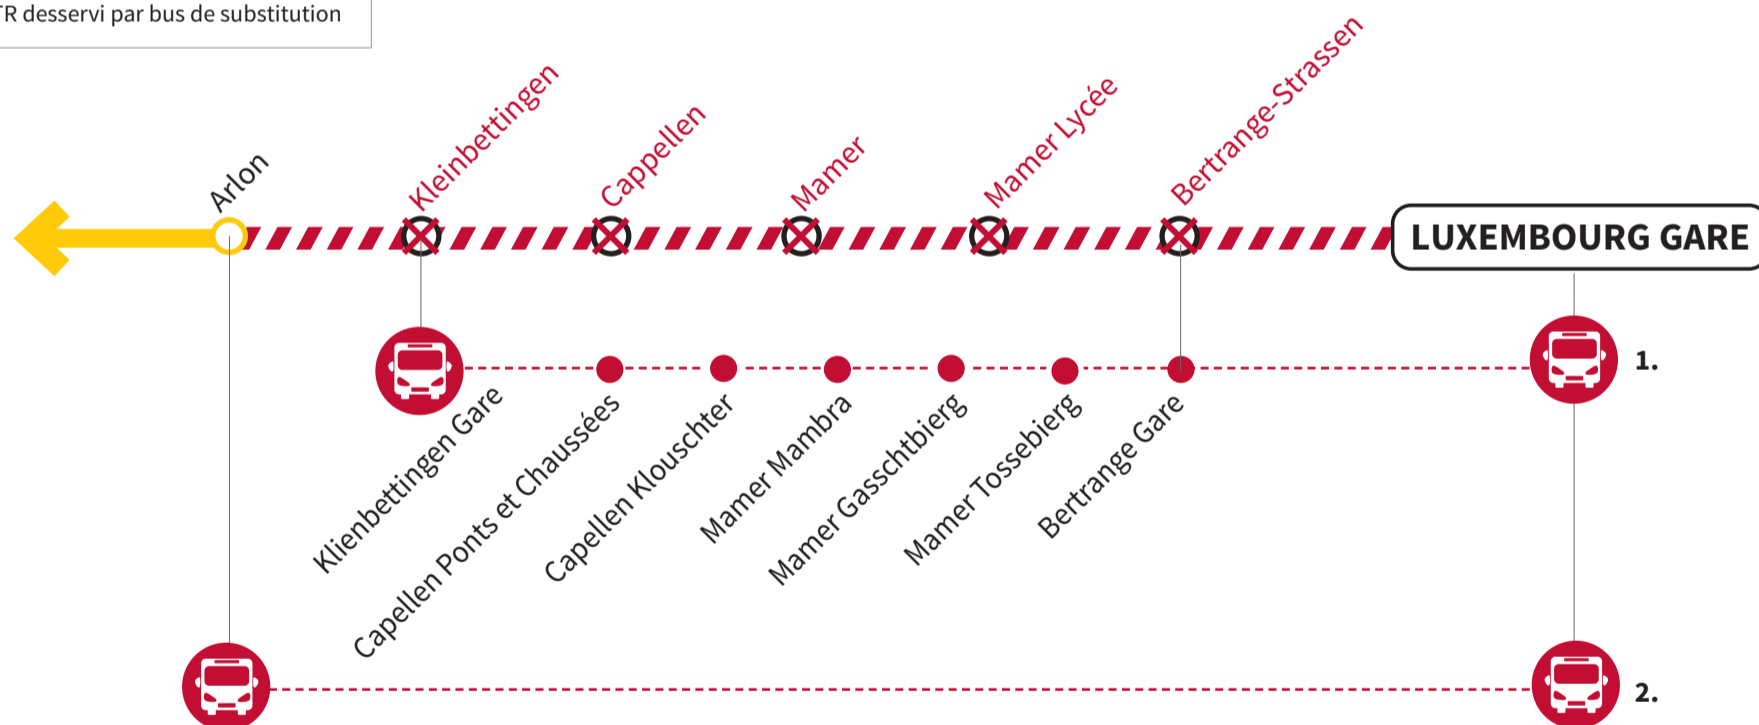 TR desservi par bus de substitution
Arlon
Kleinbettingen
Cappellen
Mamer
Mamer Lycée
Bertrange-Strassen
LUXEMBOURG GARE
1.
Klienbettingen Gare
Capellen Ponts et Chaussées
Capellen Klouschter
Mamer Mambra
Mamer Gasschtbierg
Mamer Tossebierg
Bertrange Gare
2.